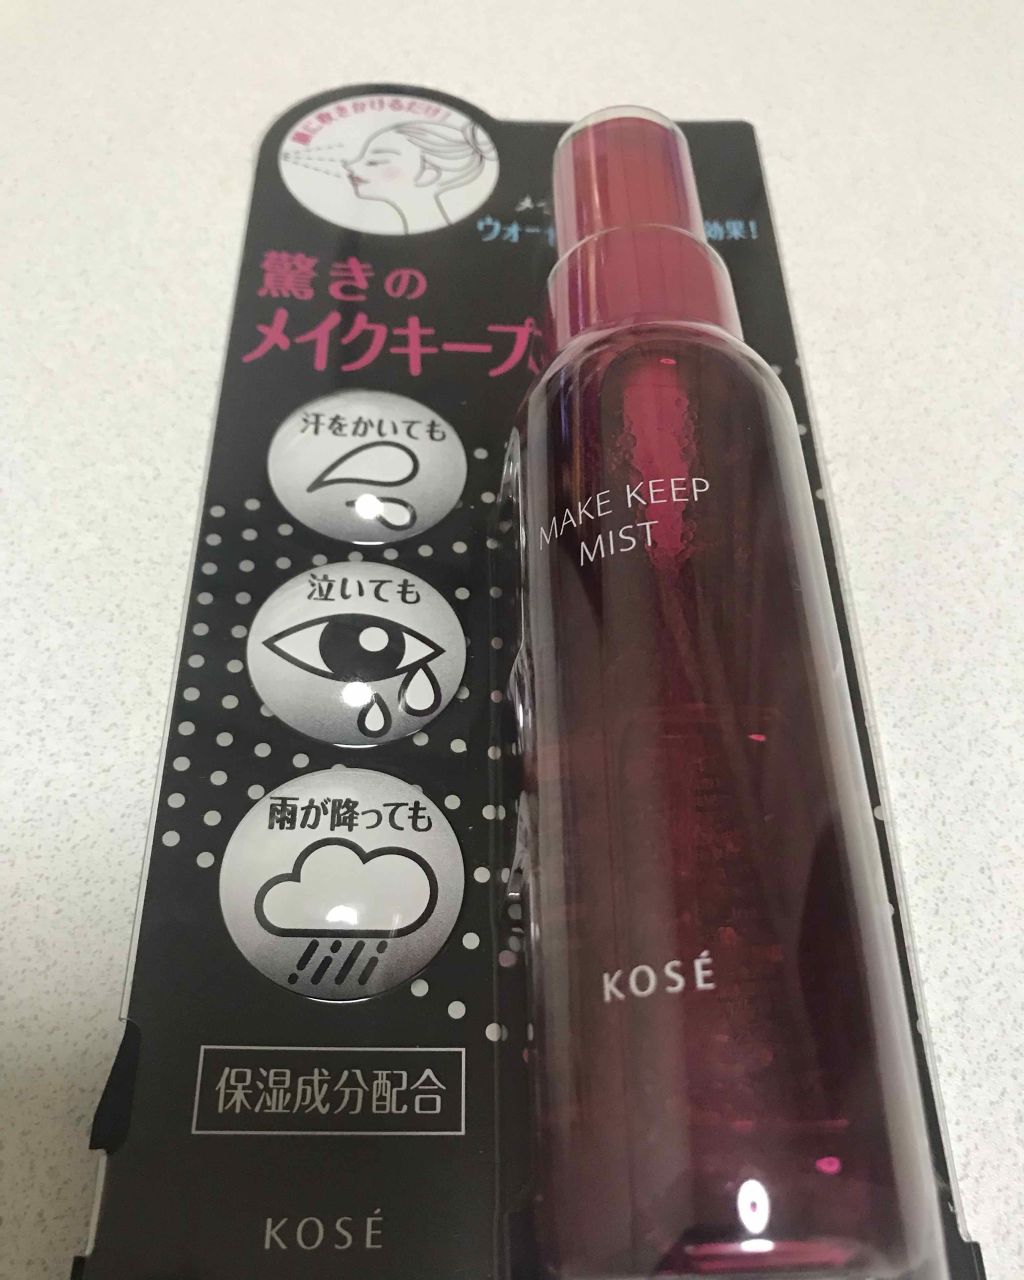 顔に吹きかけるだけ!
ウォー
効果!
驚きの
メイクキープ
汗をかいても
泣いても
雨が降っても
保湿成分配合
KOSÉ
MAKE KEEP
MIST
KOSÉ